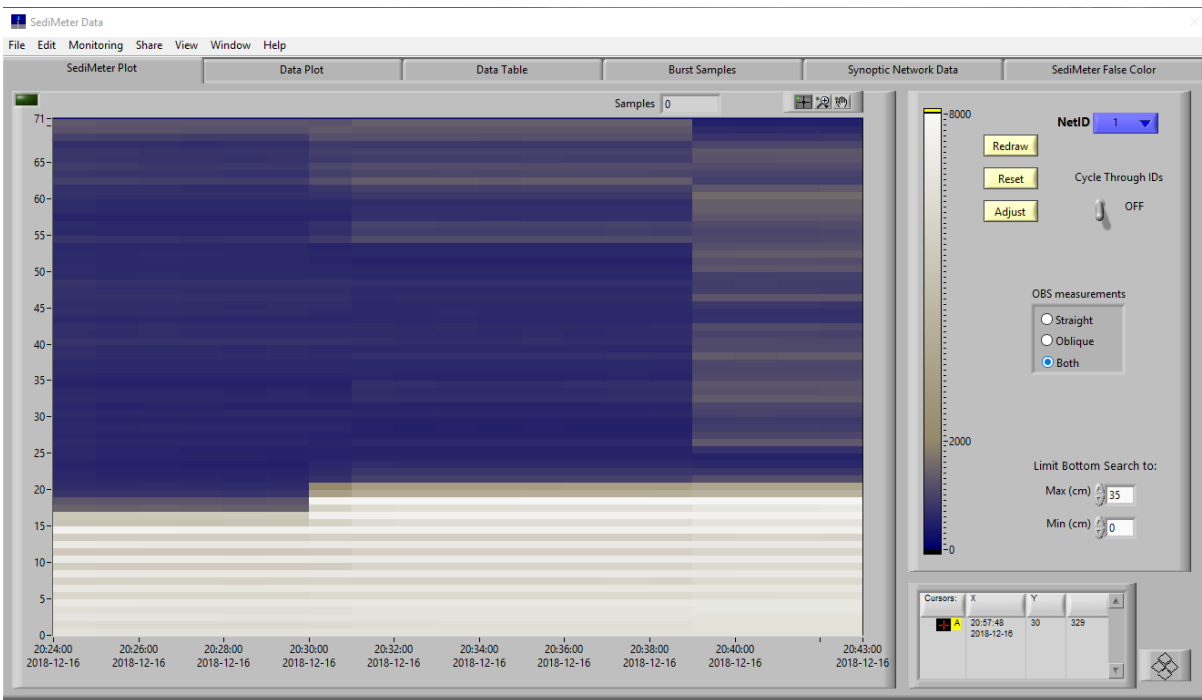 SediMeter Data
File Edit Monitoring Share View Window Help
SediMeter Plot Data Plot Data Table Burst Samples Synoptic Network Data SediMeter False Color
Samples 0
71
65
60
55
50
45
40
35
30
25
20
15
10
5
0
20:24:00 20:26:00 20:28:00 20:30:00 20:32:00 20:34:00 20:36:00 20:38:00 20:40:00 20:43:00
2018-12-16 2018-12-16 2018-12-16 2018-12-16 2018-12-16 2018-12-16 2018-12-16 2018-12-16 2018-12-16 2018-12-16
8000
2000
0
NetID 1
Redraw
Reset
Adjust
Cycle Through IDs
OFF
OBS measurements
Straight
Oblique
Both
Limit Bottom Search to:
Max (cm) 35
Min (cm) 0
Cursors: X Y
A 20:57:48 30 329
2018-12-16